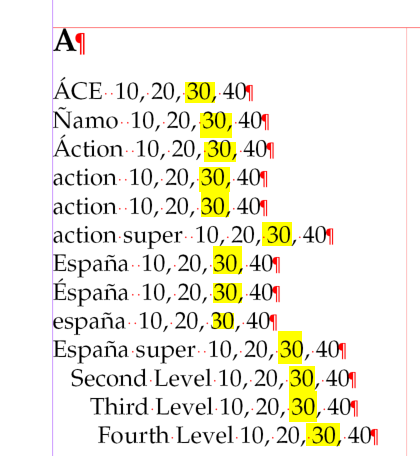 A¶
ÁCE 10, 20, 30, 40¶
Ñamo 10, 20, 30, 40¶
Áction 10, 20, 30, 40¶
action 10, 20, 30, 40¶
action 10, 20, 30, 40¶
action super 10, 20, 30, 40¶
España 10, 20, 30, 40¶
Éspaña 10, 20, 30, 40¶
españa 10, 20, 30, 40¶
España super 10, 20, 30, 40¶
Second Level 10, 20, 30, 40¶
Third Level 10, 20, 30, 40¶
Fourth Level 10, 20, 30, 40¶